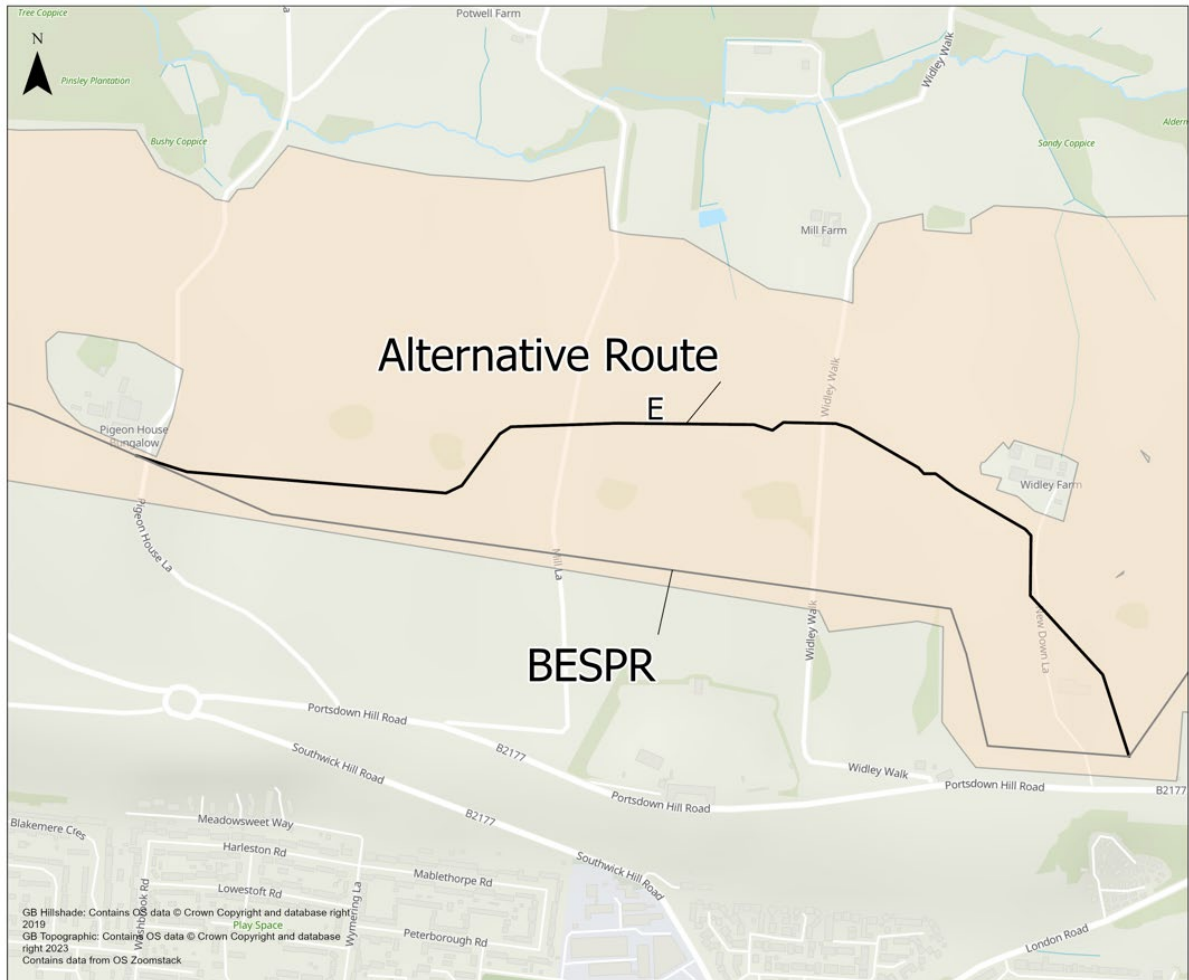 Tree Coppice
Potwell Farm
N
Widley Walk
Pinsley Plantation
Bushy Coppice
Sandy Coppice
Mill Farm
Alternative Route
Widley Walk
E
Pigeon House
Bungalow
Widley Farm
Pigeon House La
Mill La
Widley Walk
New Down La
BESPR
Portsdown Hill Road
Southwick Hill Road
B2177
Widley Walk
Portsdown Hill Road
B2177
Portsdown Hill Road
B2177
Meadowsweet Way
Blakemere Cres
Harleston Rd
Southwick Hill Road
Mablethorpe Rd
Lowestoft Rd
Washbrook Rd
Wymering La
GB Hillshade: Contains OS data © Crown Copyright and database right
2019
Play Space
GB Topographic: Contains OS data © Crown Copyright and database
right 2023
Peterborough Rd
London Road
Contains data from OS Zoomstack